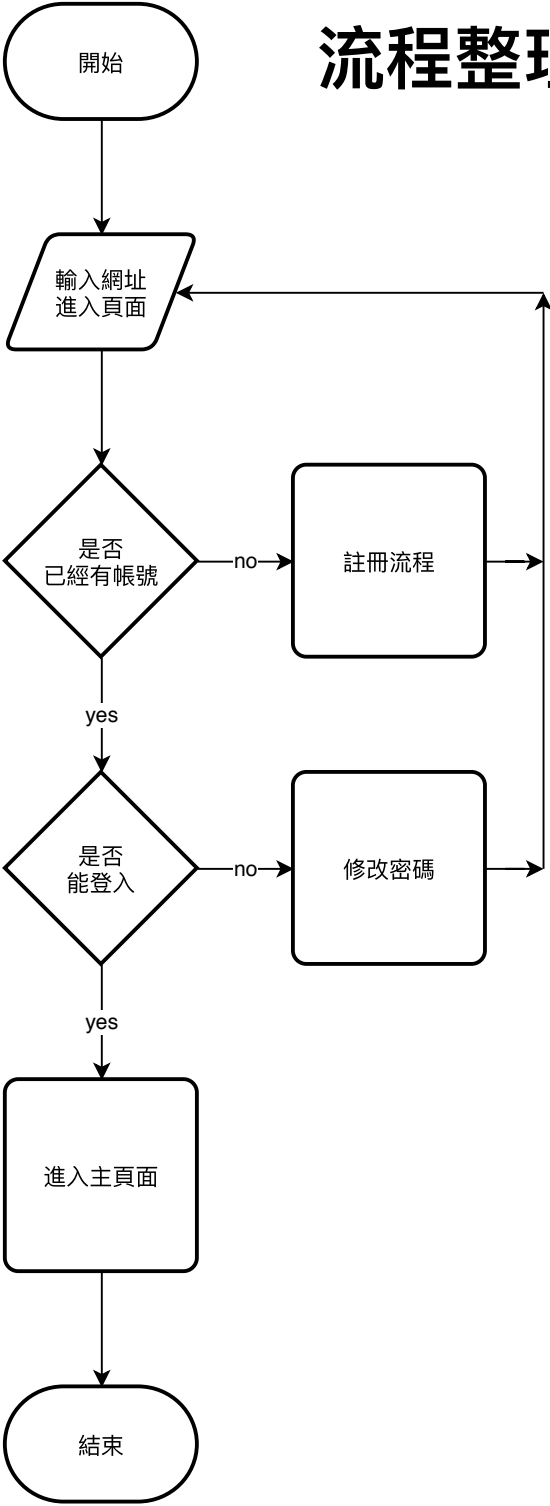 開始
流程整理
輸入網址
進入頁面
是否
已經有帳號
no
註冊流程
yes
是否
能登入
no
修改密碼
yes
進入主頁面
結束